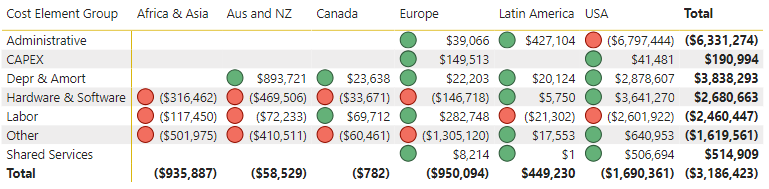 Cost Element Group Africa & Asia Aus and NZ Canada Europe Latin America USA Total
Administrative $39,066 $427,104 ($6,797,444) ($6,331,274)
CAPEX $149,513 $41,481 $190,994
Depr & Amort $893,721 $23,638 $22,203 $20,124 $2,878,607 $3,838,293
Hardware & Software ($316,462) ($469,506) ($33,671) ($146,718) $5,750 $3,641,270 $2,680,663
Labor ($117,450) ($72,233) $69,712 $282,748 ($21,302) ($2,601,922) ($2,460,447)
Other ($501,975) ($410,511) ($60,461) ($1,305,120) $17,553 $640,953 ($1,619,561)
Shared Services $8,214 $1 $506,694 $514,909
Total ($935,887) ($58,529) ($782) ($950,094) $449,230 ($1,690,361) ($3,186,423)